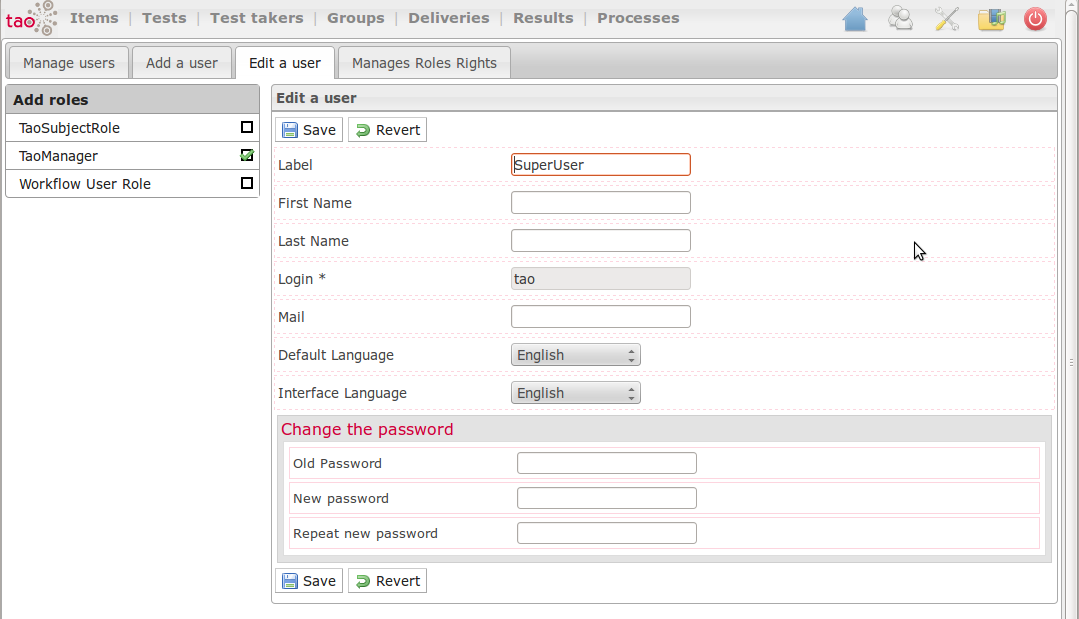 tao Items | Tests | Test takers | Groups | Deliveries | Results | Processes
Manage users Add a user Edit a user Manages Roles Rights
Add roles
TaoSubjectRole
TaoManager
Workflow User Role
Edit a user
Save Revert
Label SuperUser
First Name
Last Name
Login * tao
Mail
Default Language English
Interface Language English
Change the password
Old Password
New password
Repeat new password
Save Revert